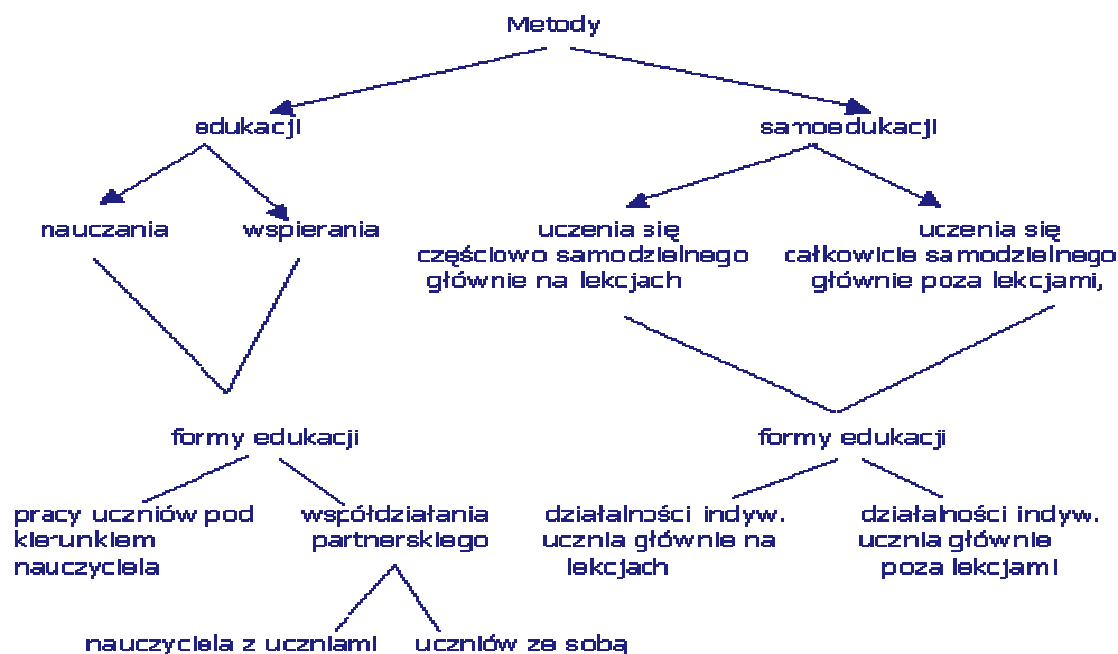 Metody
edukacji
samoedukacji
nauczania
wspierania
uczenia się
częściowo samodzielnego
głównie na lekcjach
uczenia się
całkowicie samodzielnego
głównie poza lekcjami,
formy edukacji
formy edukacji
pracy uczniów pod
kierunkiem
nauczyciela
współdziałania
partnerskiego
działalności indyw.
ucznia głównie na
lekcjach
działalności indyw.
ucznia głównie
poza lekcjami
nauczyciela z uczniami
uczniów ze sobą